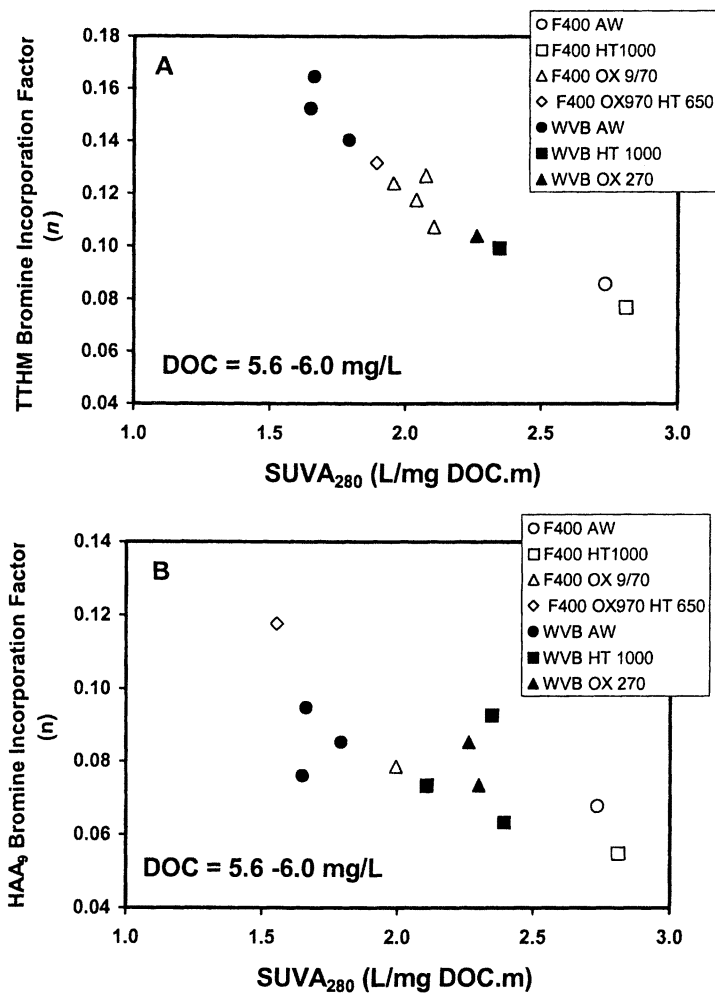 F400 AW
F400 HT1000
F400 OX 9/70
F400 OX970 HT 650
WVB AW
WVB HT 1000
WVB OX 270
A
0.18
0.16
0.14
0.12
0.10
0.08
0.06
0.04
TTHM Bromine Incorporation Factor
(n)
DOC = 5.6 -6.0 mg/L
1.0 1.5 2.0 2.5 3.0
SUVA280 (L/mg DOC.m)
F400 AW
F400 HT1000
F400 OX 9/70
F400 OX970 HT 650
WVB AW
WVB HT 1000
WVB OX 270
B
0.14
0.12
0.10
0.08
0.06
0.04
HAA9 Bromine Incorporation Factor
(n)
DOC = 5.6 -6.0 mg/L
1.0 1.5 2.0 2.5 3.0
SUVA280 (L/mg DOC.m)